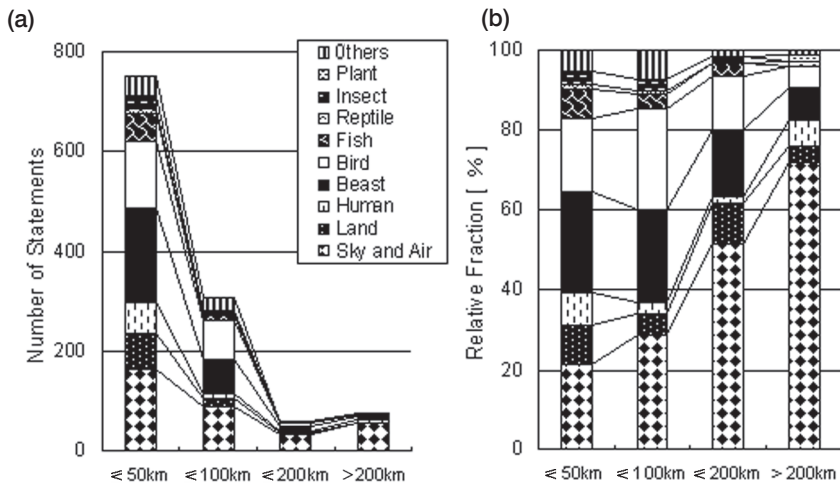 (a)
800
600
400
200
0
Number of Statements
Others
Plant
Insect
Reptile
Fish
Bird
Beast
Human
Land
Sky and Air
≤ 50km
≤ 100km
≤ 200km
> 200km
(b)
100
80
60
40
20
0
Relative Fraction [ % ]
≤ 50km
≤ 100km
≤ 200km
> 200km